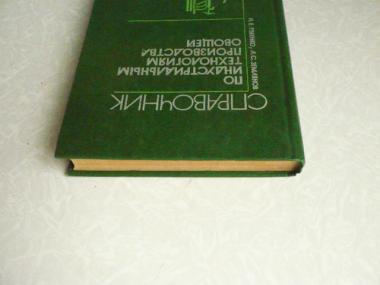 СПРАВОЧНИК
ПО
ИНДУСТРИАЛЬНЫМ
ТЕХНОЛОГИЯМ
ПРОИЗВОДСТВА
ОВОЩЕЙ